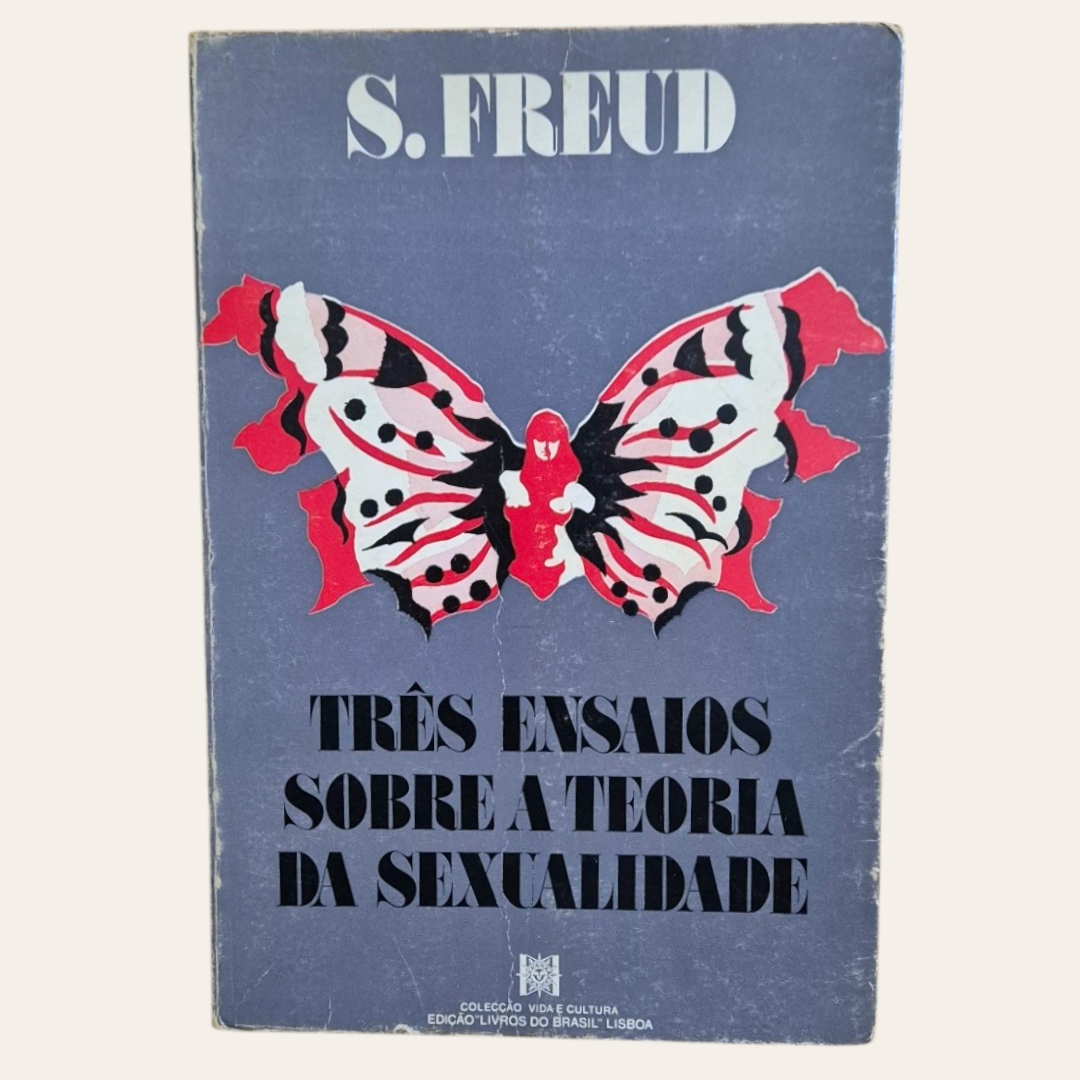 S. FREUD
TRÊS ENSAIOS
SOBRE A TEORIA
DA SEXUALIDADE
COLECÇÃO VIDA E CULTURA
EDIÇÃO "LIVROS DO BRASIL" LISBOA